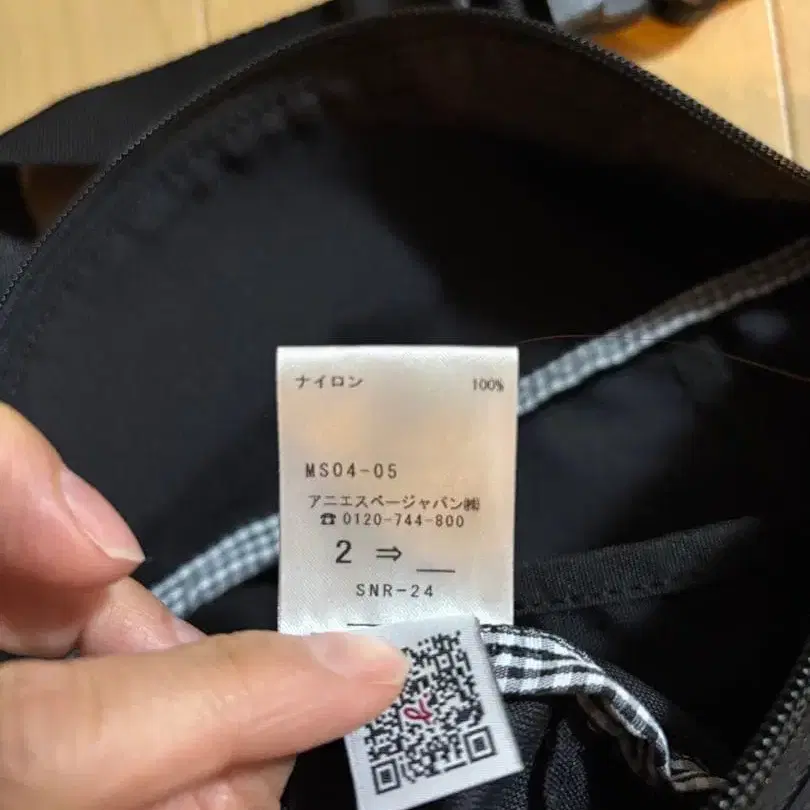 ナイロン 100%
MS04-05
アニエスベージャパン㈱
☎ 0120-744-800
2 ⇒ __
SNR-24